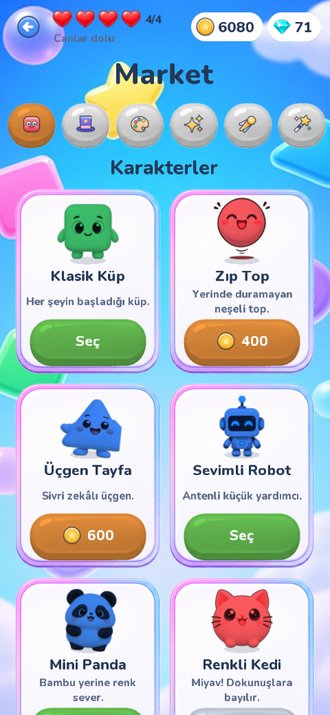 4/4
6080
71
Canlar dolu
Market
Karakterler
Klasik Küp
Her şeyin başladığı küp.
Seç
Zıp Top
Yerinde duramayan
neşeli top.
400
Üçgen Tayfa
Sivri zekâlı üçgen.
600
Sevimli Robot
Antenli küçük yardımcı.
Seç
Mini Panda
Bambu yerine renk
sever.
Renkli Kedi
Miyav! Dokunuşlara
bayılır.